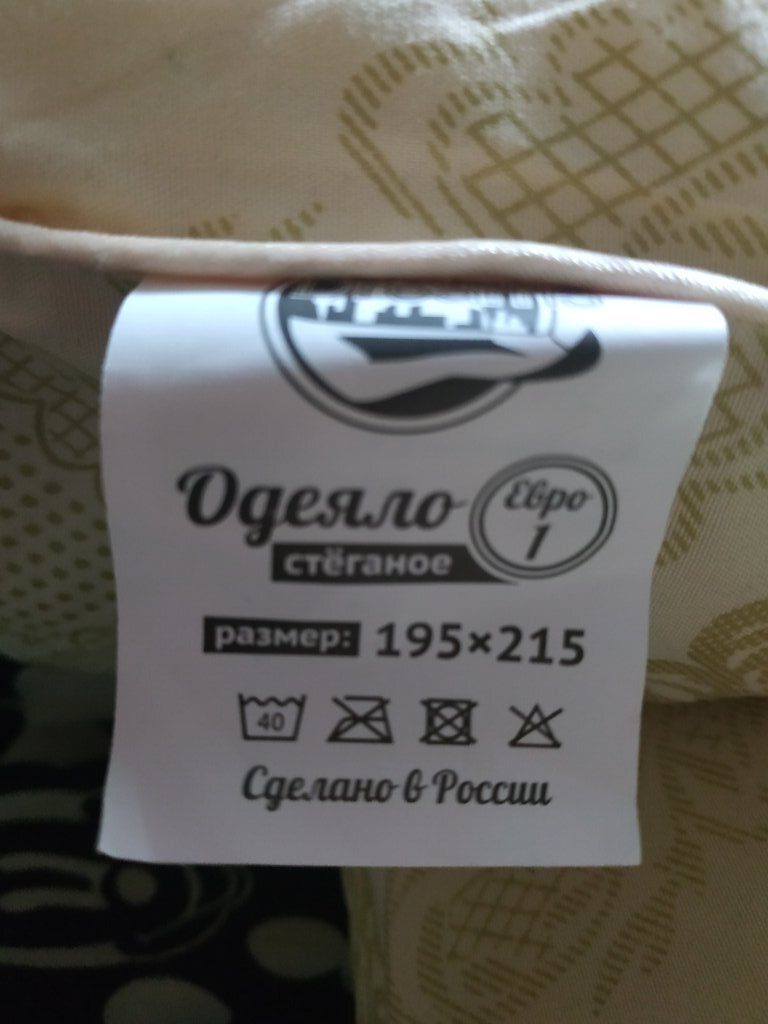 Одеяло
Евро
1
стёганое
размер: 195×215
40
Сделано в России